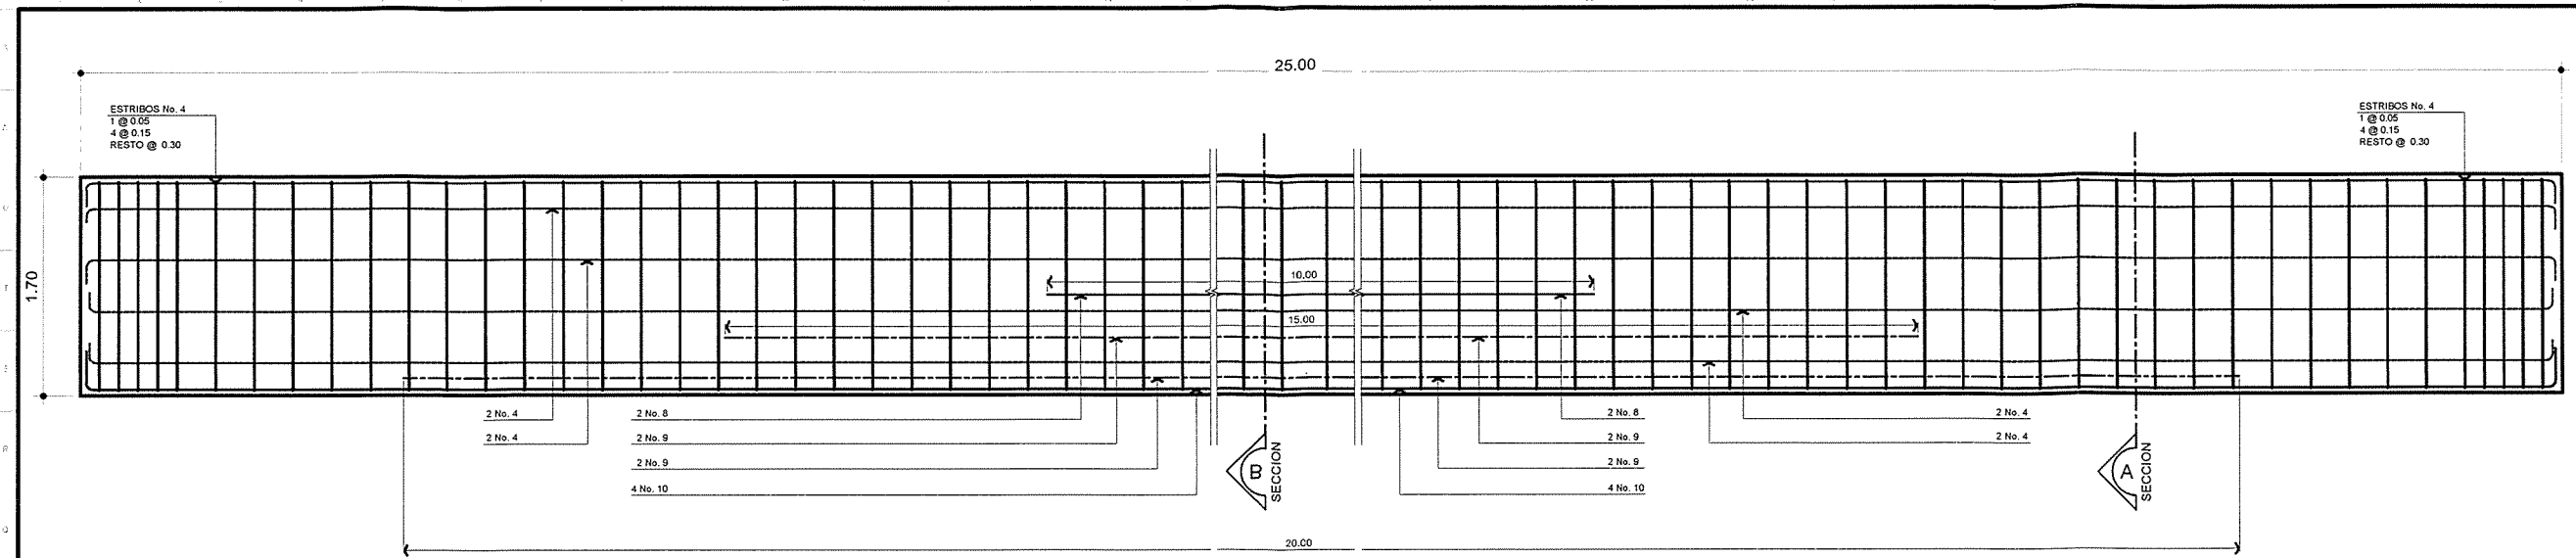 25.00
ESTRIBOS No. 4
1 @ 0.05
4 @ 0.15
RESTO @ 0.30
ESTRIBOS No. 4
1 @ 0.05
4 @ 0.15
RESTO @ 0.30
1.70
10.00
15.00
2 No. 4
2 No. 4
2 No. 8
2 No. 9
2 No. 9
4 No. 10
2 No. 8
2 No. 9
2 No. 9
4 No. 10
2 No. 4
2 No. 4
B
SECCION
A
SECCION
20.00